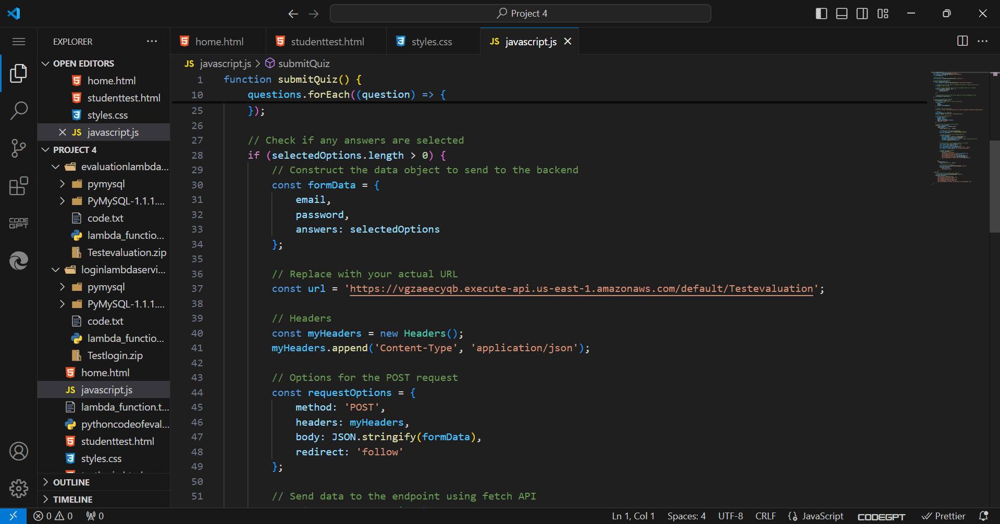 Project 4
EXPLORER
OPEN EDITORS
home.html
studenttest.html
styles.css
JS javascript.js
PROJECT 4
evaluationlambda...
pymysql
PyMySQL-1.1.1....
code.txt
lambda_functio...
Testevaluation.zip
loginlambdaservi...
pymysql
PyMySQL-1.1.1....
code.txt
lambda_functio...
Testlogin.zip
home.html
JS javascript.js
lambda_function.t...
pythoncodeofeval...
studenttest.html
styles.css
OUTLINE
TIMELINE
CODE GPT
home.html
studenttest.html
styles.css
JS javascript.js
JS javascript.js > submitQuiz
1 function submitQuiz() {
10 questions.forEach((question) => {
25 });
26
27 // Check if any answers are selected
28 if (selectedOptions.length > 0) {
29 // Construct the data object to send to the backend
30 const formData = {
31 email,
32 password,
33 answers: selectedOptions
34 };
35
36 // Replace with your actual URL
37 const url = 'https://vgzaeecyqb.execute-api.us-east-1.amazonaws.com/default/Testevaluation';
38
39 // Headers
40 const myHeaders = new Headers();
41 myHeaders.append('Content-Type', 'application/json');
42
43 // Options for the POST request
44 const requestOptions = {
45 method: 'POST',
46 headers: myHeaders,
47 body: JSON.stringify(formData),
48 redirect: 'follow'
49 };
50
51 // Send data to the endpoint using fetch API
0 0 0
Ln 1, Col 1 Spaces: 4 UTF-8 CRLF {} JavaScript CODEGPT Prettier